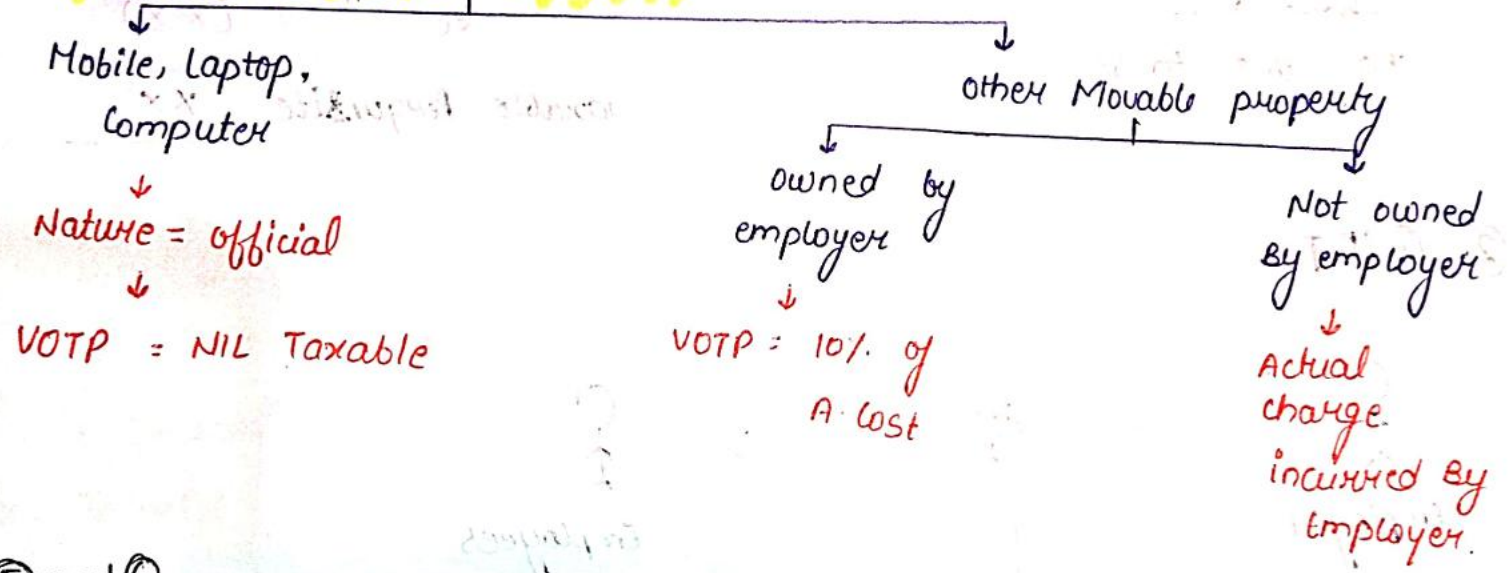 Mobile, Laptop,
Computer
↓
Nature = official
↓
VOTP = NIL Taxable
other Movable property
owned by
employer
↓
VOTP = 10% of
A. Cost
Not owned
By employer
↓
Actual
charge
incurred By
Employer.